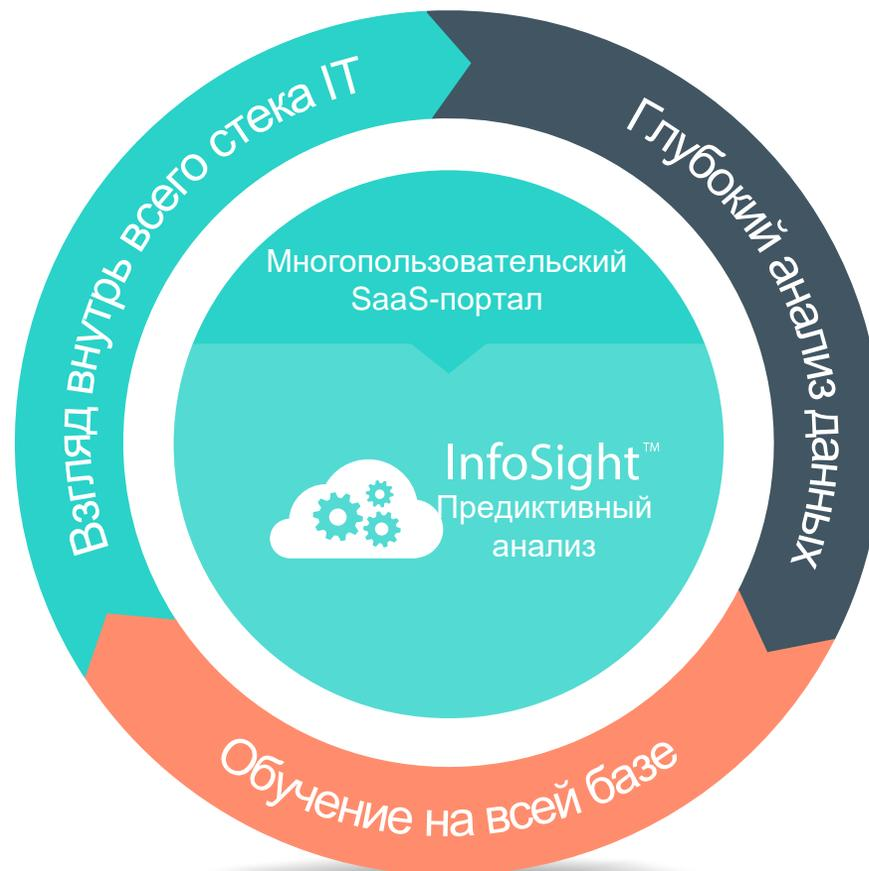 Взгляд внутрь всего стека IT
Глубокий анализ данных
Многопользовательский
SaaS-портал
InfoSight™
Предиктивный
анализ
Обучение на всей базе